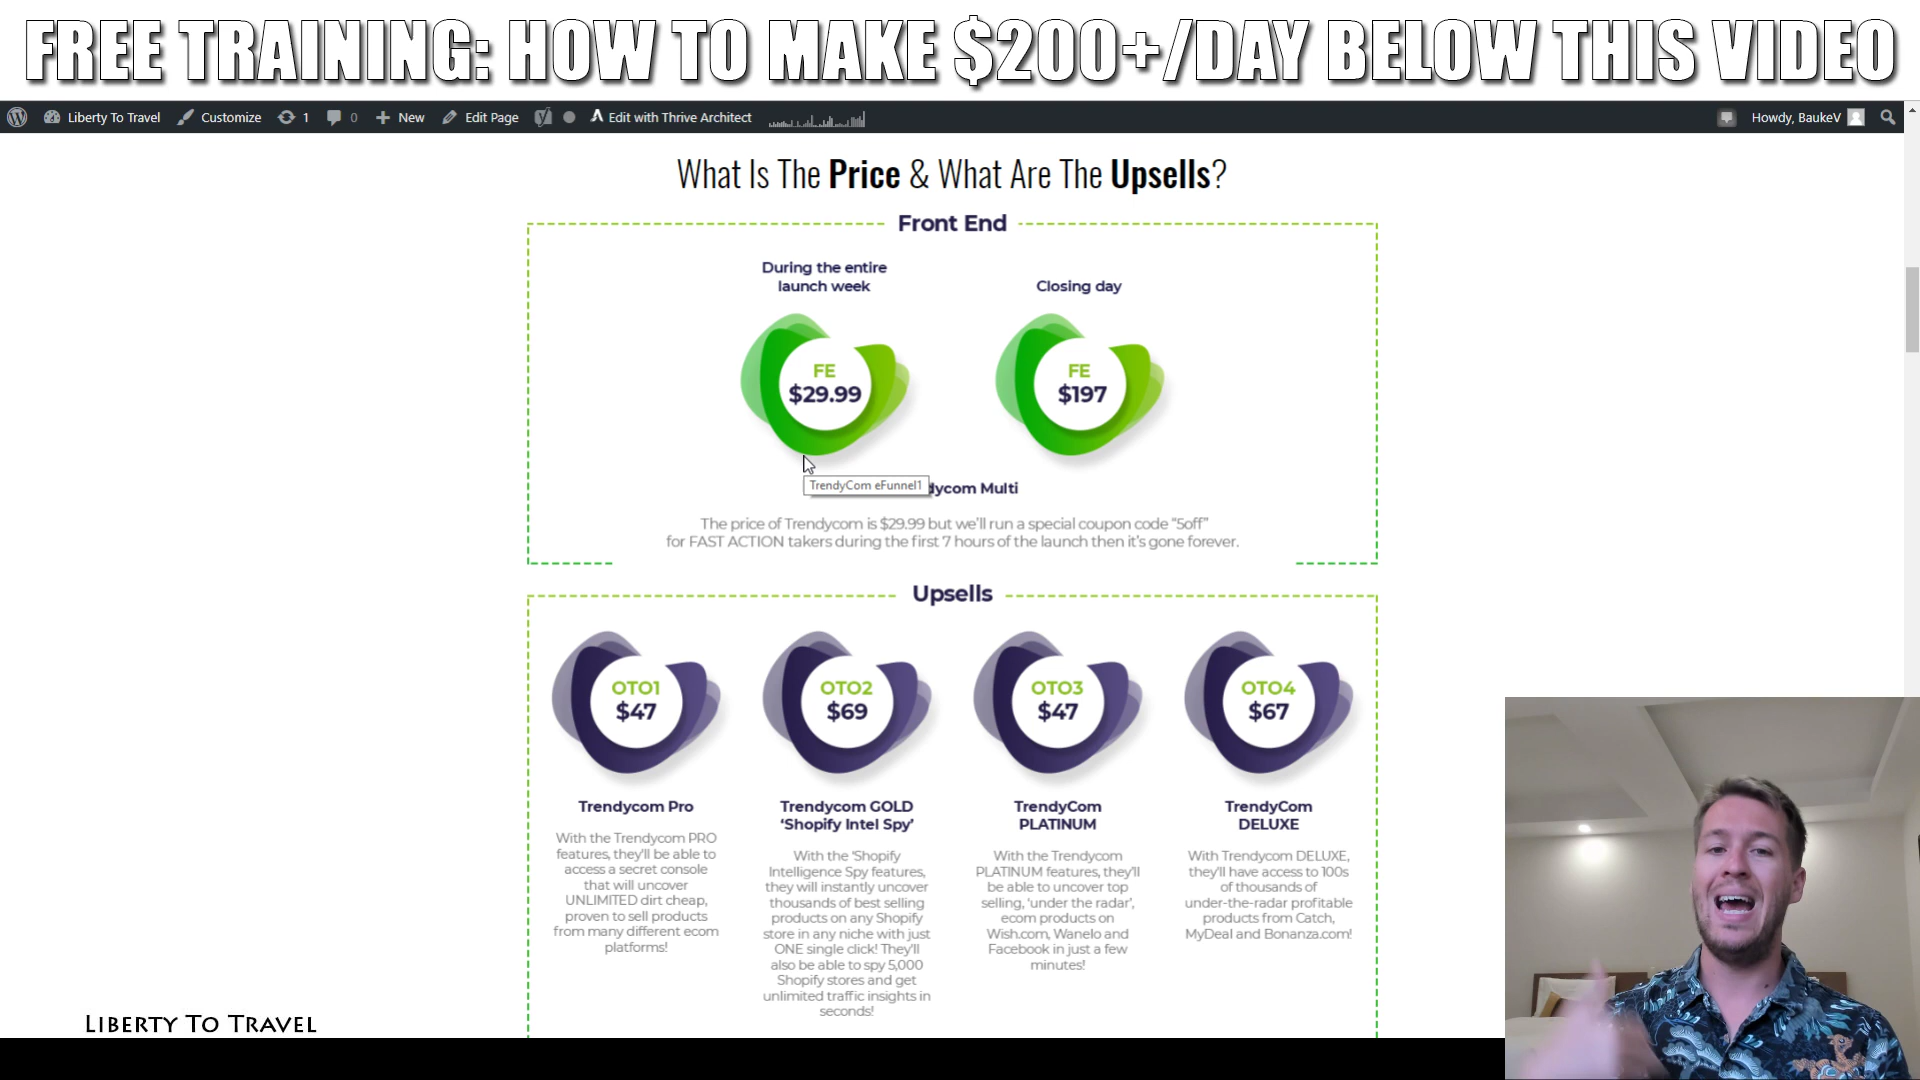 FREE TRAINING: HOW TO MAKE $200+/DAY BELOW THIS VIDEO
Liberty To Travel Customize 1 0 New Edit Page Edit with Thrive Architect Howdy, BaukeV
What Is The Price & What Are The Upsells?
Front End
During the entire
launch week
Closing day
FE
$29.99
FE
$197
TrendyCom eFunnel1
dycom Multi
The price of Trendycom is $29.99 but we'll run a special coupon code "5off"
for FAST ACTION takers during the first 7 hours of the launch then it's gone forever.
Upsells
OTO1
$47
Trendycom Pro
With the Trendycom PRO
features, they'll be able to
access a secret console
that will uncover
UNLIMITED dirt cheap,
proven to sell products
from many different ecom
platforms!
OTO2
$69
Trendycom GOLD
'Shopify Intel Spy'
With the 'Shopify
Intelligence Spy features,
they will instantly uncover
thousands of best selling
products on any Shopify
store in any niche with just
ONE single click! They'll
also be able to spy 5,000
Shopify stores and get
unlimited traffic insights in
seconds!
OTO3
$47
TrendyCom
PLATINUM
With the Trendycom
PLATINUM features, they'll
be able to uncover top
selling, 'under the radar',
ecom products on
Wish.com, Wanelo and
Facebook in just a few
minutes!
OTO4
$67
TrendyCom
DELUXE
With Trendycom DELUXE,
they'll have access to 100s
of thousands of
under-the-radar profitable
products from Catch,
MyDeal and Bonanza.com!
LIBERTY TO TRAVEL